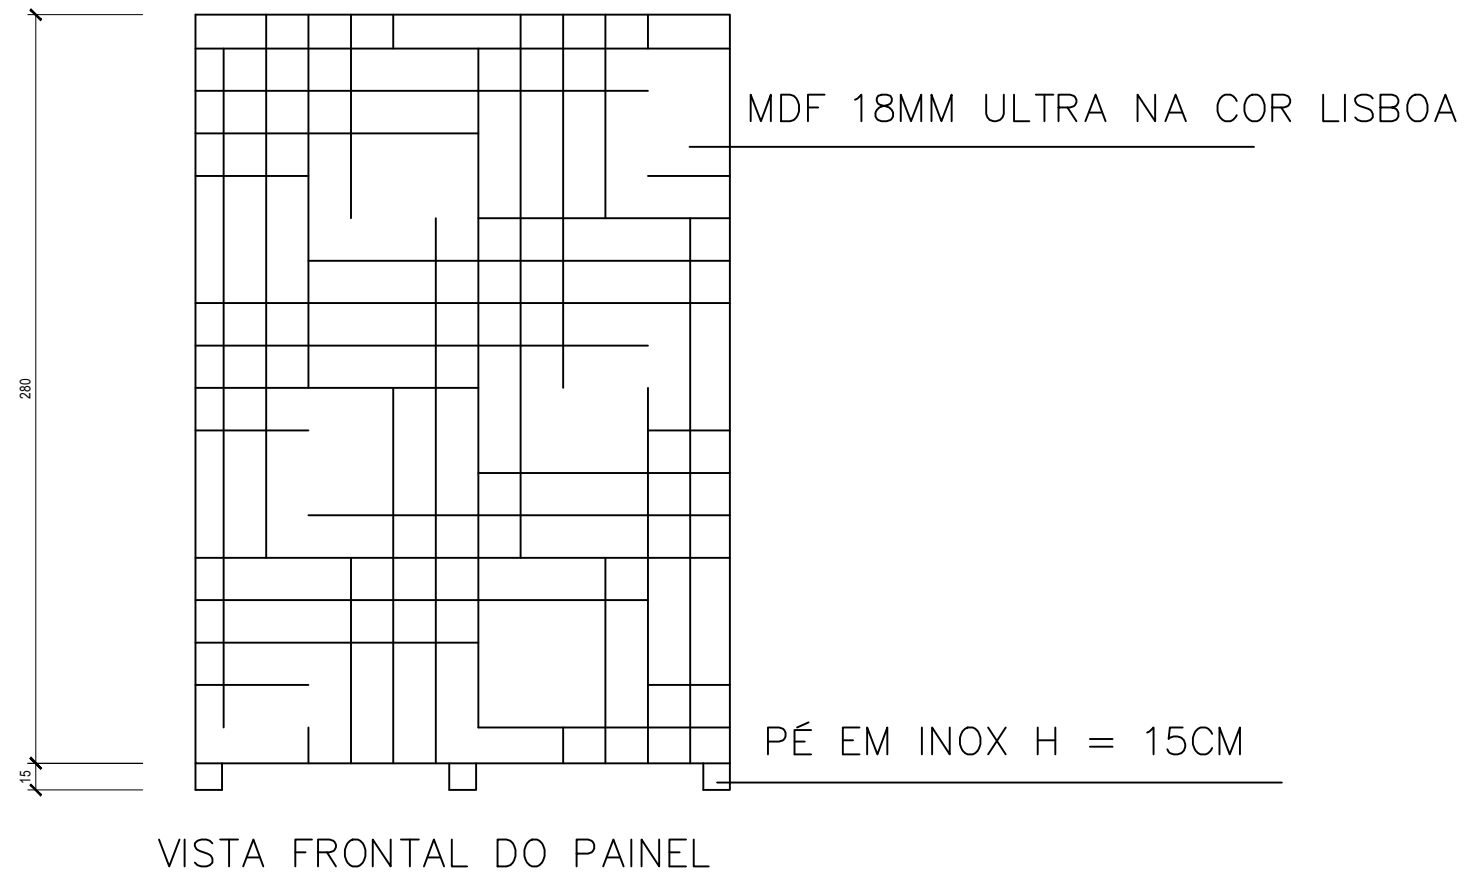 MDF 18MM ULTRA NA COR LISBOA
280
PÉ EM INOX H = 15CM
15
VISTA FRONTAL DO PAINEL